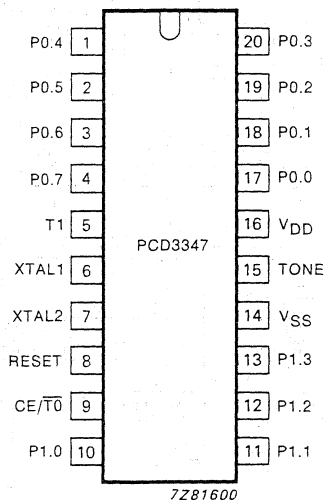 P0.4 1 20 P0.3
P0.5 2 19 P0.2
P0.6 3 18 P0.1
P0.7 4 17 P0.0
T1 5 16 VDD
PCD3347
XTAL1 6 15 TONE
XTAL2 7 14 VSS
RESET 8 13 P1.3
CE/T0 9 12 P1.2
P1.0 10 11 P1.1
7Z81600